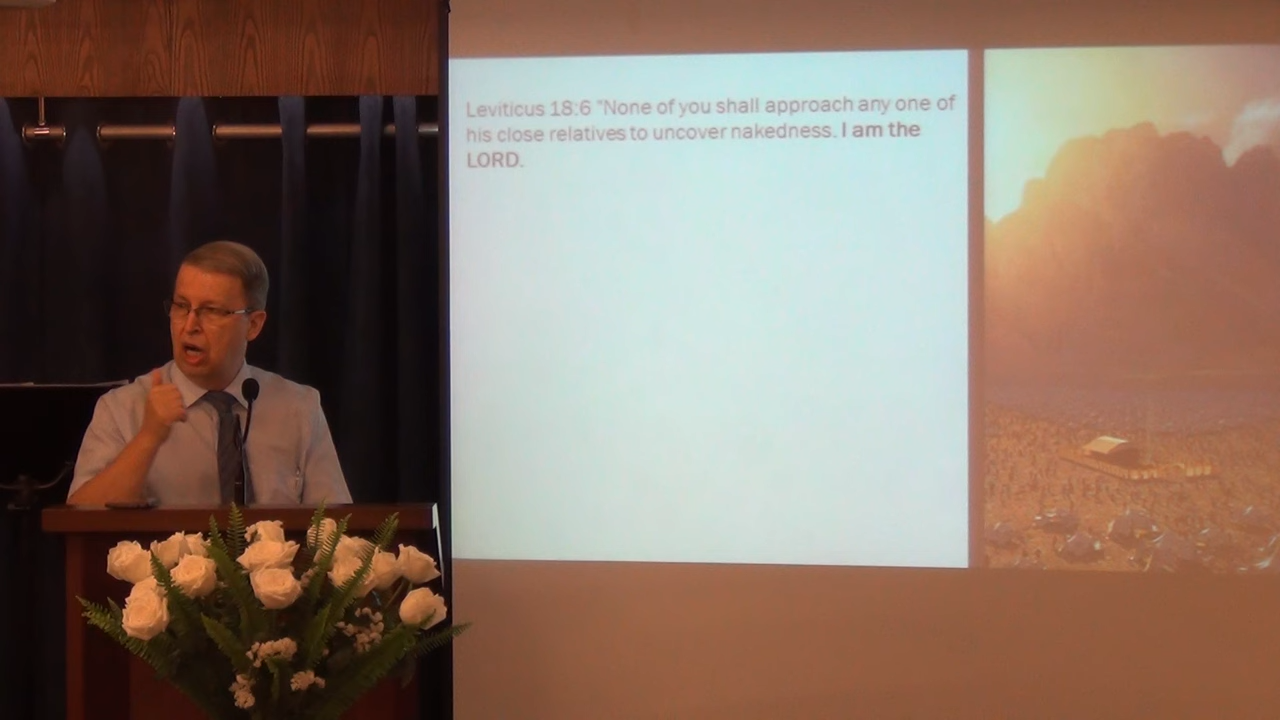 Leviticus 18:6 "None of you shall approach any one of
his close relatives to uncover nakedness. I am the
LORD.